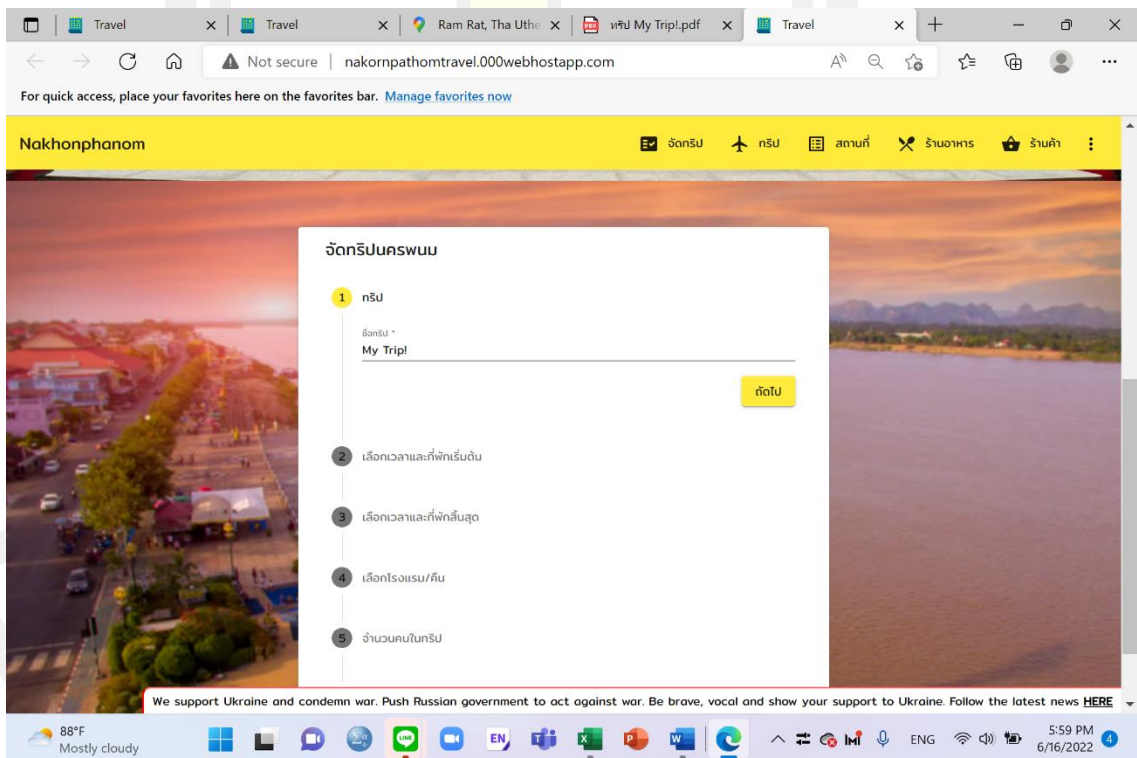 Travel
Travel
Ram Rat, Tha Uthe
ทริป My Trip!.pdf
Travel
Not secure
nakornpathomtravel.000webhostapp.com
For quick access, place your favorites here on the favorites bar. Manage favorites now
Nakhonphanom
จัดทริป
ทริป
สถานที่
ร้านอาหาร
ร้านค้า
จัดทริปนครพนม
1 ทริป
ชื่อทริป *
My Trip!
ถัดไป
2 เลือกเวลาและที่พักเริ่มต้น
3 เลือกเวลาและที่พักสิ้นสุด
4 เลือกโรงแรม/คืน
5 จำนวนคนในทริป
We support Ukraine and condemn war. Push Russian government to act against war. Be brave, vocal and show your support to Ukraine. Follow the latest news HERE
88°F
Mostly cloudy
ENG
5:59 PM
6/16/2022
4